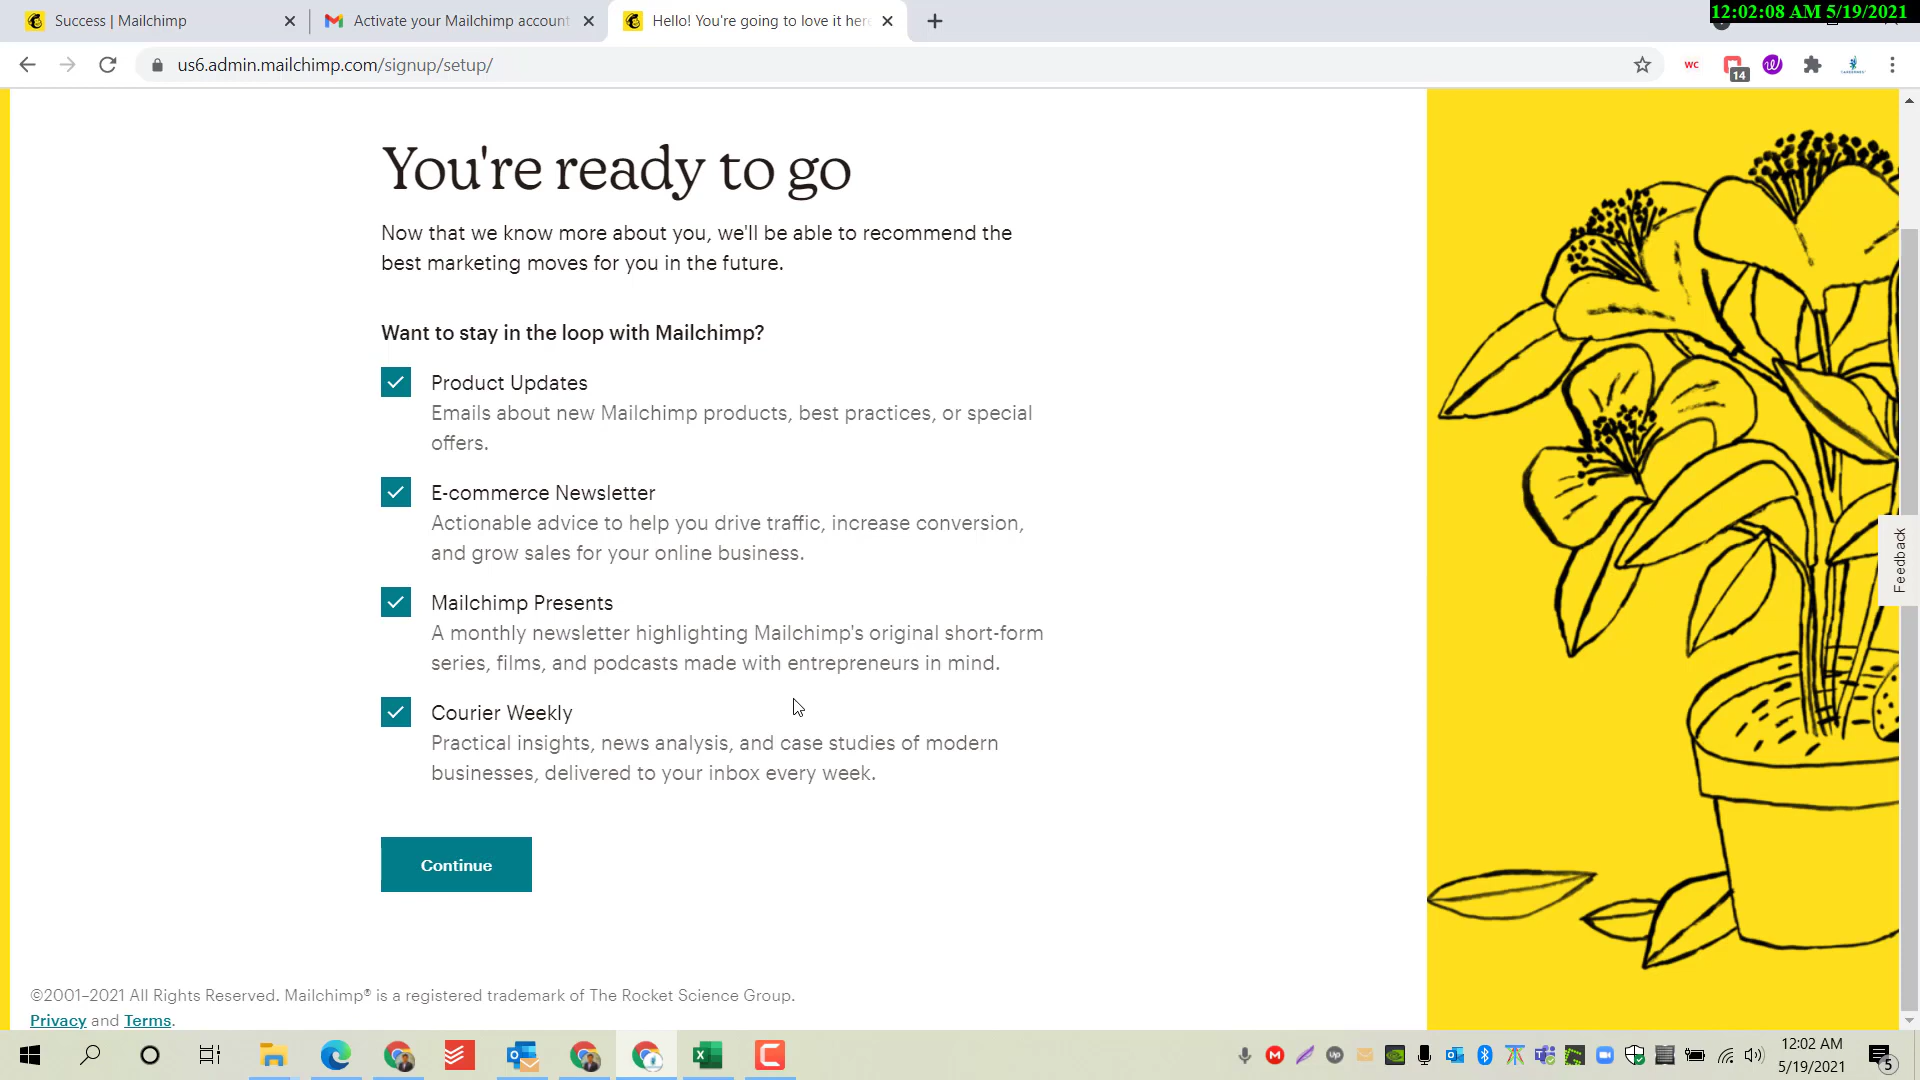 Success | Mailchimp
Activate your Mailchimp account
Hello! You're going to love it here
12:02:08 AM 5/19/2021
us6.admin.mailchimp.com/signup/setup/
WC
14
You're ready to go
Now that we know more about you, we'll be able to recommend the
best marketing moves for you in the future.
Want to stay in the loop with Mailchimp?
Product Updates
Emails about new Mailchimp products, best practices, or special
offers.
E-commerce Newsletter
Actionable advice to help you drive traffic, increase conversion,
and grow sales for your online business.
Mailchimp Presents
A monthly newsletter highlighting Mailchimp's original short-form
series, films, and podcasts made with entrepreneurs in mind.
Courier Weekly
Practical insights, news analysis, and case studies of modern
businesses, delivered to your inbox every week.
Continue
Feedback
©2001–2021 All Rights Reserved. Mailchimp® is a registered trademark of The Rocket Science Group.
Privacy and Terms.
12:02 AM
5/19/2021
5